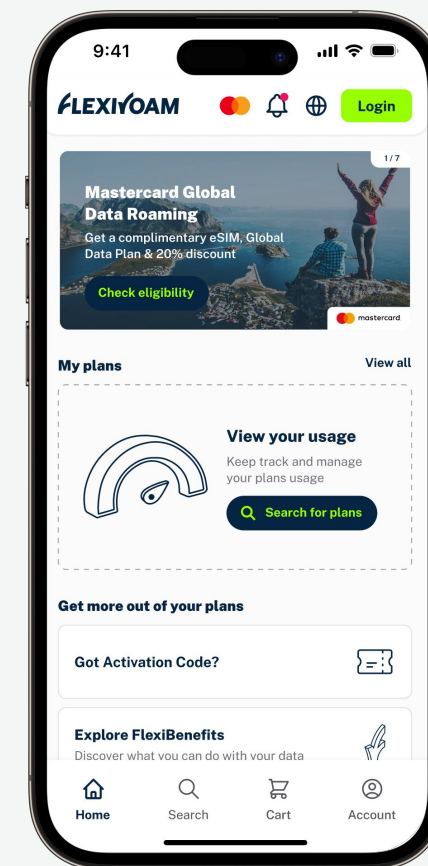 9:41
FLEXIROAM
Login
1/7
Mastercard Global
Data Roaming
Get a complimentary eSIM, Global
Data Plan & 20% discount
Check eligibility
mastercard
My plans
View all
View your usage
Keep track and manage
your plans usage
Search for plans
Get more out of your plans
Got Activation Code?
Explore FlexiBenefits
Discover what you can do with your data
Home
Search
Cart
Account